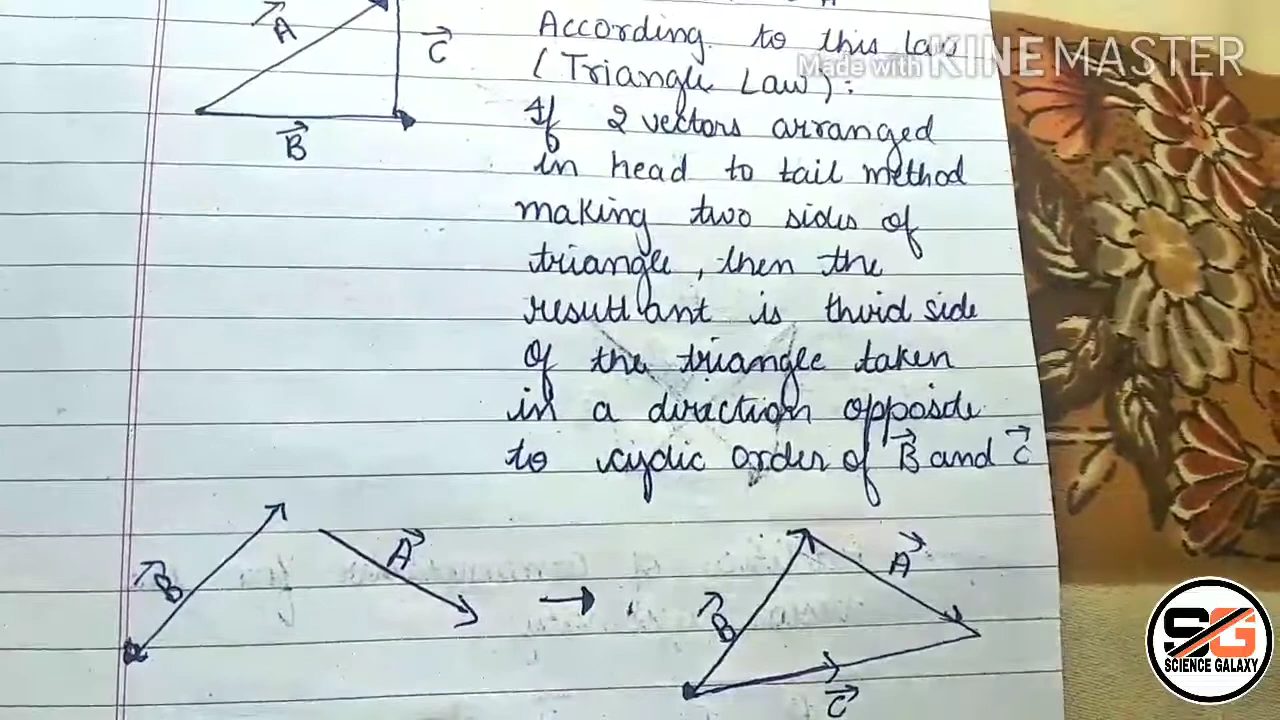 A
According to this law
Made with KINEMASTER
C
(Triangle Law):
If 2 vectors arranged
B
in head to tail method
making two sides of
triangle, then the
resultant is third side
of the triangle taken
in a direction opposite
to cyclic order of B and C
B
A
B
A
C
SG
SCIENCE GALAXY